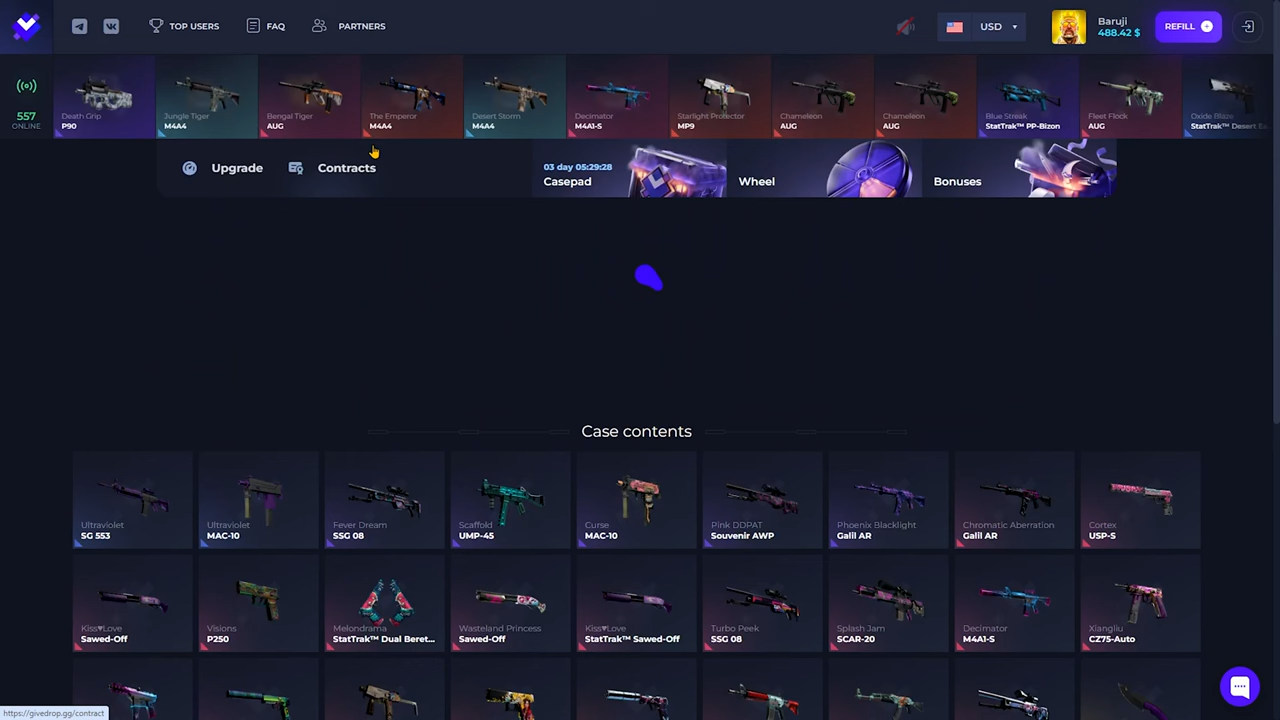 TOP USERS
FAQ
PARTNERS
USD
Baruji
488.42 $
REFILL
557
ONLINE
Death Grip
P90
Jungle Tiger
M4A4
Bengal Tiger
AUG
The Emperor
M4A4
Desert Storm
M4A4
Decimator
M4A1-S
Starlight Protector
MP9
Chameleon
AUG
Chameleon
AUG
Blue Streak
StatTrak™ PP-Bizon
Fleet Flock
AUG
Oxide Blaze
StatTrak™ Desert Ea
Upgrade
Contracts
03 day 05:29:28
Casepad
Wheel
Bonuses
Case contents
Ultraviolet
SG 553
Ultraviolet
MAC-10
Fever Dream
SSG 08
Scaffold
UMP-45
Curse
MAC-10
Pink DDPAT
Souvenir AWP
Phoenix Blacklight
Galil AR
Chromatic Aberration
Galil AR
Cortex
USP-S
Kiss♥Love
Sawed-Off
Visions
P250
Melondrama
StatTrak™ Dual Beret...
Wasteland Princess
Sawed-Off
Kiss♥Love
StatTrak™ Sawed-Off
Turbo Peek
SSG 08
Splash Jam
SCAR-20
Decimator
M4A1-S
Xiangliu
CZ75-Auto
https://givedrop.gg/contract